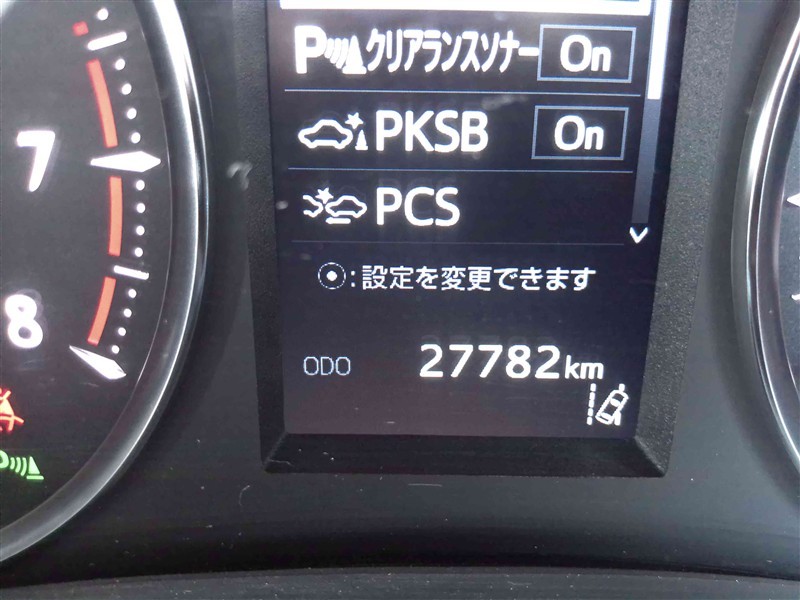 クリアランスソナー On
PKSB On
PCS
7
:設定を変更できます
8
ODO 27782km